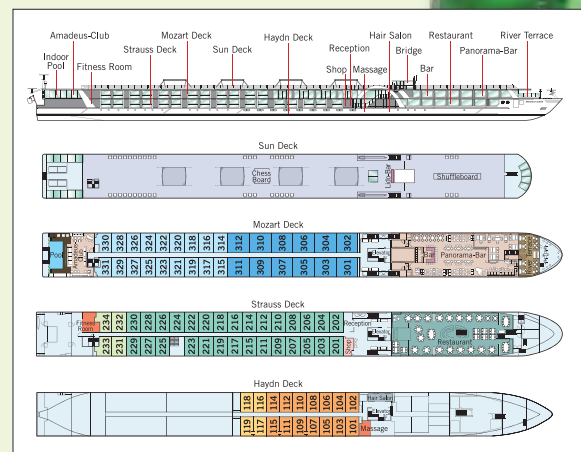 Indoor Pool
Amadeus-Club
Fitness Room
Strauss Deck
Mozart Deck
Sun Deck
Haydn Deck
Reception
Shop
Massage
Hair Salon
Bridge
Bar
Restaurant
Panorama-Bar
River Terrace
Sun Deck
Chess Board
Lido-Bar
Shuffleboard
Mozart Deck
330 328 326 324 322 320 318 316 314 312 310 308 306 304 302
Pool
Club
Elevator
Bar
Panorama-Bar
331 329 327 325 323 321 319 317 315 311 309 307 305 303 301
Strauss Deck
234 232 230 228 226 224 222 220 218 216 214 212 210 208 206 204 202
Fitness Room
Reception
Elevator
Shop
Restaurant
233 231 229 227 225 223 221 219 217 215 211 209 207 205 203 201
Haydn Deck
118 116 114 112 110 108 106 104 102
Hair Salon
Elevator
Massage
119 117 115 111 109 107 105 103 101